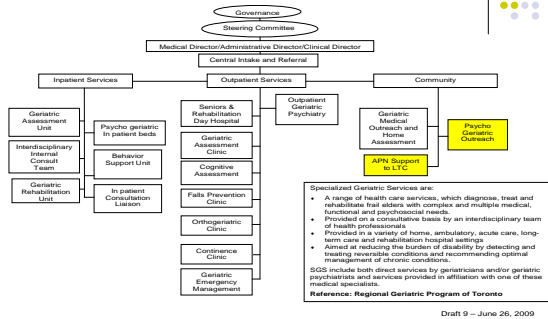 Governance
Steering Committee
Medical Director/Administrative Director/Clinical Director
Central Intake and Referral
Inpatient Services
Outpatient Services
Community
Geriatric
Assessment
Unit
Psycho geriatric
In patient beds
Interdisciplinary
Internal
Consult
Team
Behavior
Support Unit
Geriatric
Rehabilitation
Unit
In patient
Consultation
Liaison
Seniors &
Rehabilitation
Day Hospital
Outpatient
Geriatric
Psychiatry
Geriatric
Assessment
Clinic
Cognitive
Assessment
Falls Prevention
Clinic
Orthogeriatric
Clinic
Continence
Clinic
Geriatric
Emergency
Management
Geriatric
Medical
Outreach and
Home
Assessment
Psycho
Geriatric
Outreach
APN Support
to LTC
Specialized Geriatric Services are:
• A range of health care services, which diagnose, treat and
rehabilitate frail elders with complex and multiple medical,
functional and psychosocial needs.
• Provided on a consultative basis by an interdisciplinary team
of health professionals
• Provided in a variety of home, ambulatory, acute care, long-
term care and rehabilitation hospital settings
• Aimed at reducing the burden of disability by detecting and
treating reversible conditions and recommending optimal
management of chronic conditions.
SGS include both direct services by geriatricians and/or geriatric
psychiatrists and services provided in affiliation with one of these
medical specialists.
Reference: Regional Geriatric Program of Toronto
Draft 9 – June 26, 2009